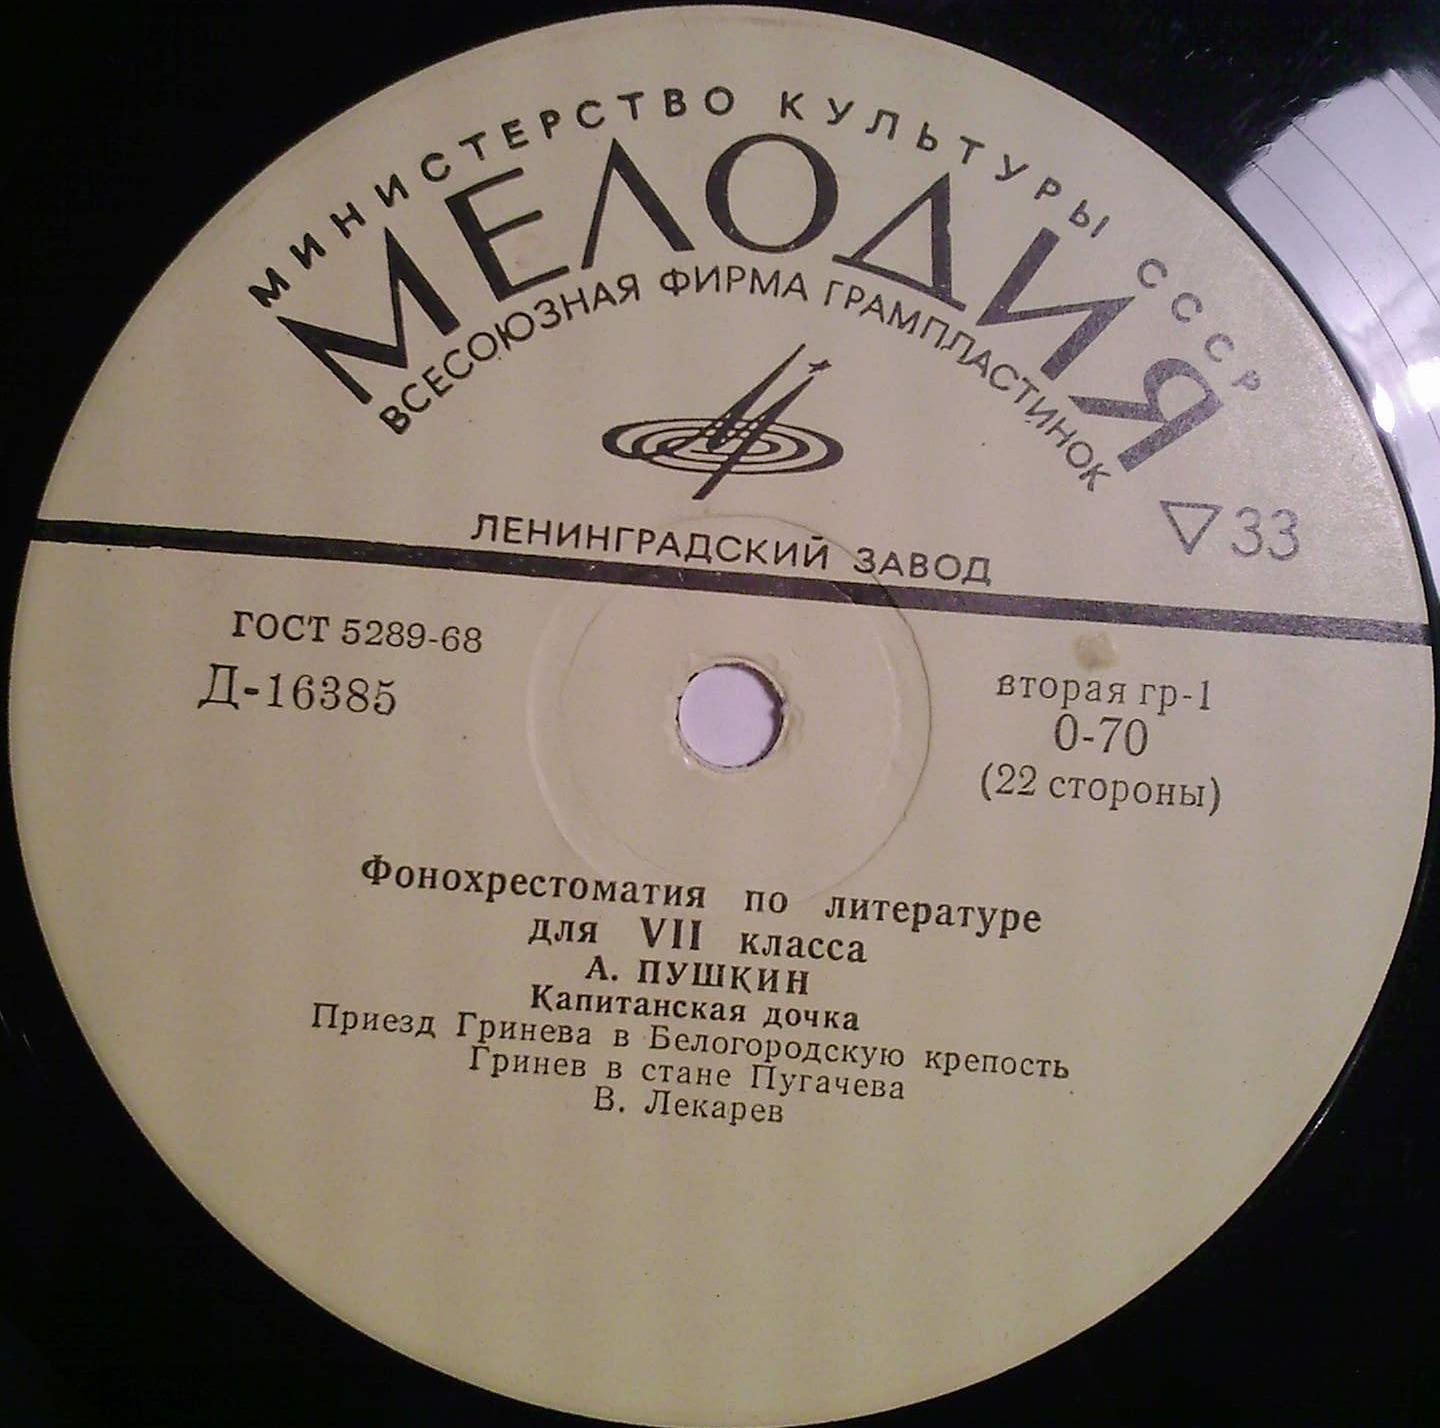 МИНИСТЕРСТВО КУЛЬТУРЫ СССР
МЕЛОДИЯ
ВСЕСОЮЗНАЯ ФИРМА ГРАМПЛАСТИНОК
ЛЕНИНГРАДСКИЙ ЗАВОД
▽33
ГОСТ 5289-68
Д-16385
вторая гр-1
0-70
(22 стороны)
Фонохрестоматия по литературе
для VII класса
А. ПУШКИН
Капитанская дочка
Приезд Гринева в Белогородскую крепость
Гринев в стане Пугачева
В. Лекарев